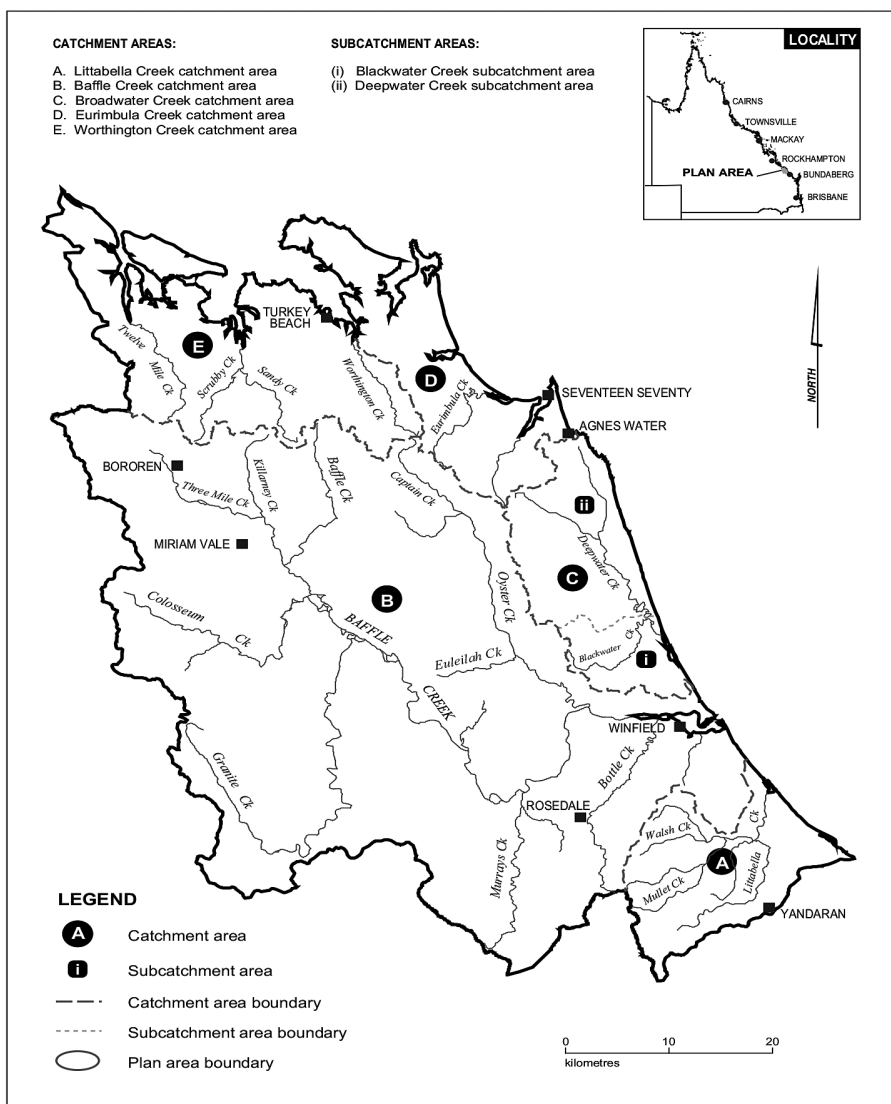 CATCHMENT AREAS:
A. Littabella Creek catchment area
B. Baffle Creek catchment area
C. Broadwater Creek catchment area
D. Eurimbula Creek catchment area
E. Worthington Creek catchment area
SUBCATCHMENT AREAS:
(i) Blackwater Creek subcatchment area
(ii) Deepwater Creek subcatchment area
LOCALITY
CAIRNS
TOWNSVILLE
MACKAY
ROCKHAMPTON
PLAN AREA
BUNDABERG
BRISBANE
NORTH
TURKEY
BEACH
E
Twelve
Mile Ck
Scrubby Ck
Sandy Ck
Worthington Ck
D
Eurimbula Ck
SEVENTEEN SEVENTY
AGNES WATER
BOROREN
Three Mile Ck
Killarney Ck
Baffle Ck
Captain Ck
ii
MIRIAM VALE
Deepwater Ck
C
Oyster Ck
B
Colosseum
Ck
BAFFLE
CREEK
Euleilah Ck
Blackwater Ck
i
WINFIELD
Bottle Ck
Granite Ck
ROSEDALE
Walsh Ck
Murrays Ck
A
Mullet Ck
Littabella
Ck
YANDARAN
LEGEND
A Catchment area
i Subcatchment area
Catchment area boundary
Subcatchment area boundary
Plan area boundary
0 10 20
kilometres